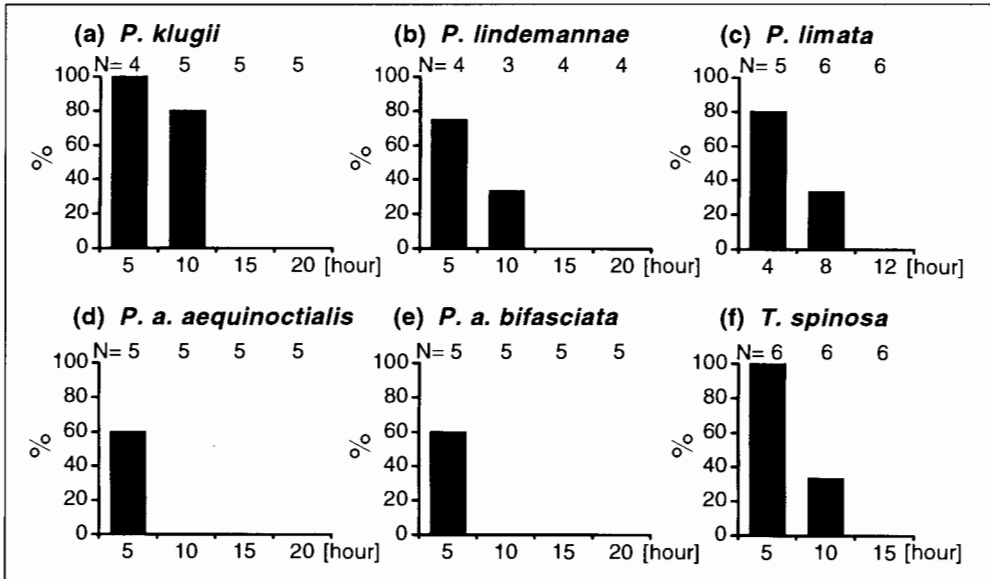 (a) P. klugii
N= 4 5 5 5
100
80
60
40
20
0
%
5 10 15 20 [hour]
(b) P. lindemannae
N= 4 3 4 4
100
80
60
40
20
0
%
5 10 15 20 [hour]
(c) P. limata
N= 5 6 6
100
80
60
40
20
0
%
4 8 12 [hour]
(d) P. a. aequinoctialis
N= 5 5 5 5
100
80
60
40
20
0
%
5 10 15 20 [hour]
(e) P. a. bifasciata
N= 5 5 5 5
100
80
60
40
20
0
%
5 10 15 20 [hour]
(f) T. spinosa
N= 6 6 6
100
80
60
40
20
0
%
5 10 15 [hour]